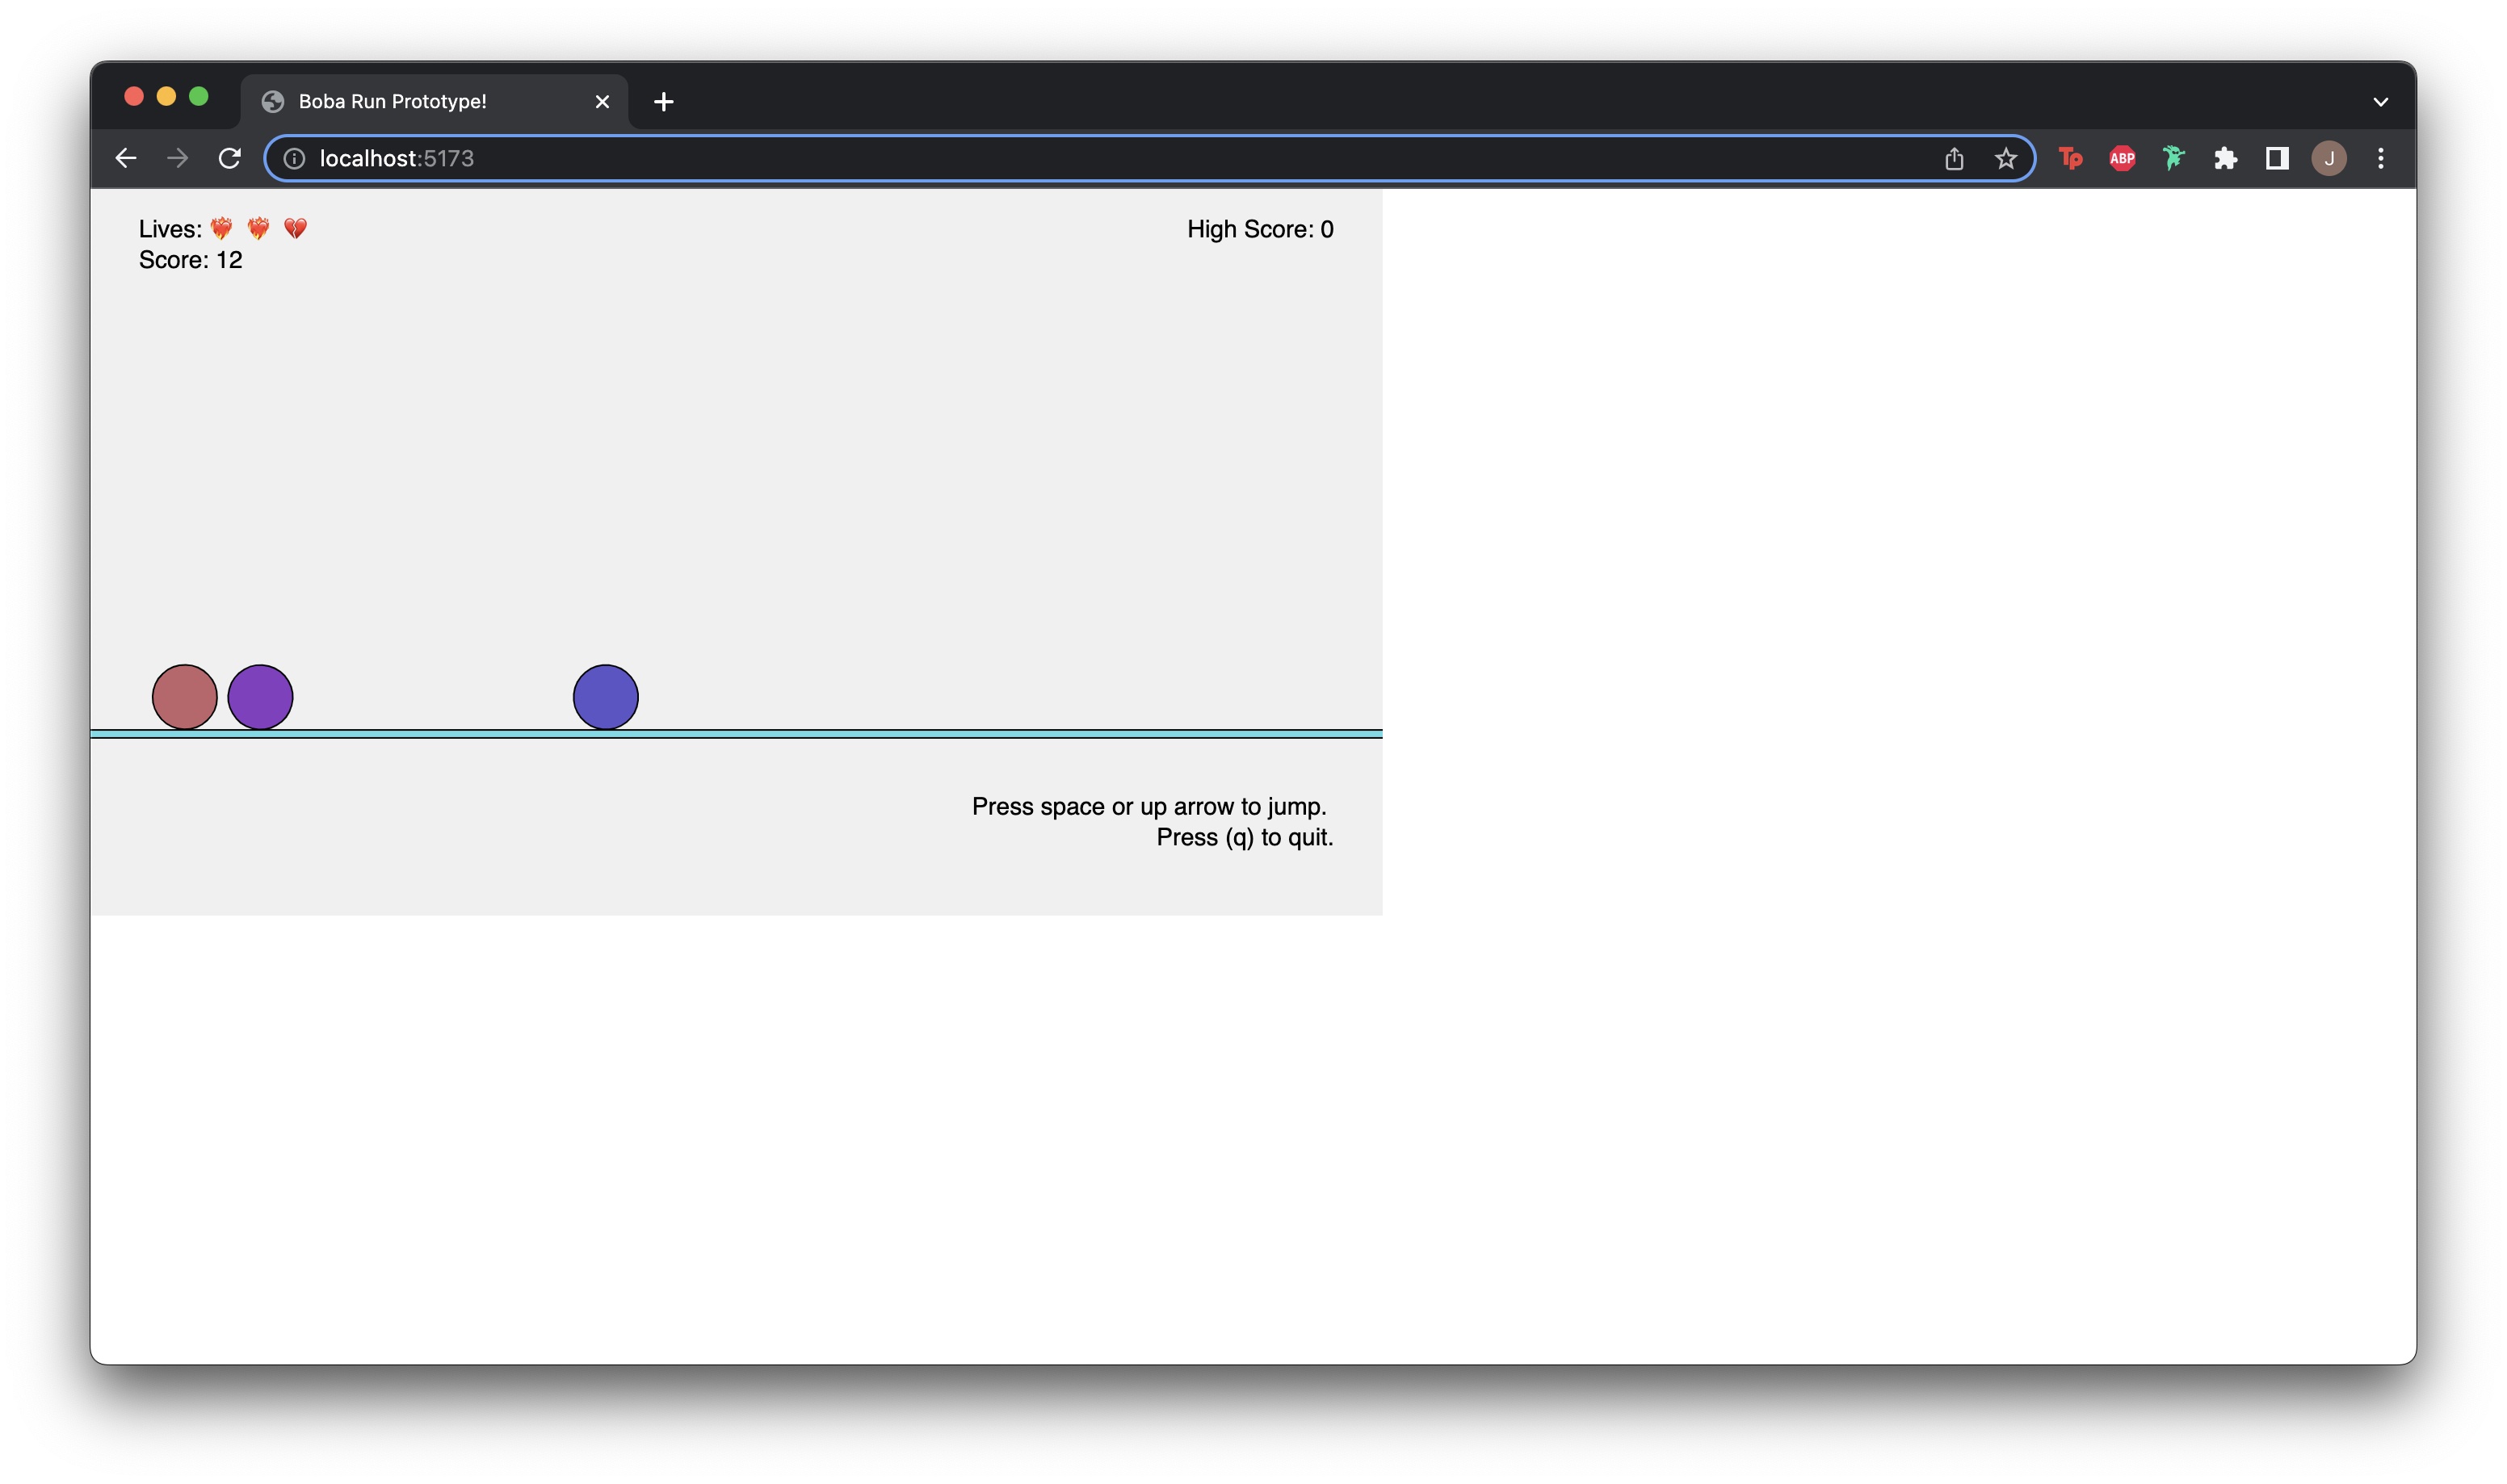 Boba Run Prototype!
localhost:5173
Tp
ABP
J
Lives: ❤️‍🔥 ❤️‍🔥 💔
High Score: 0
Score: 12
Press space or up arrow to jump.
Press (q) to quit.